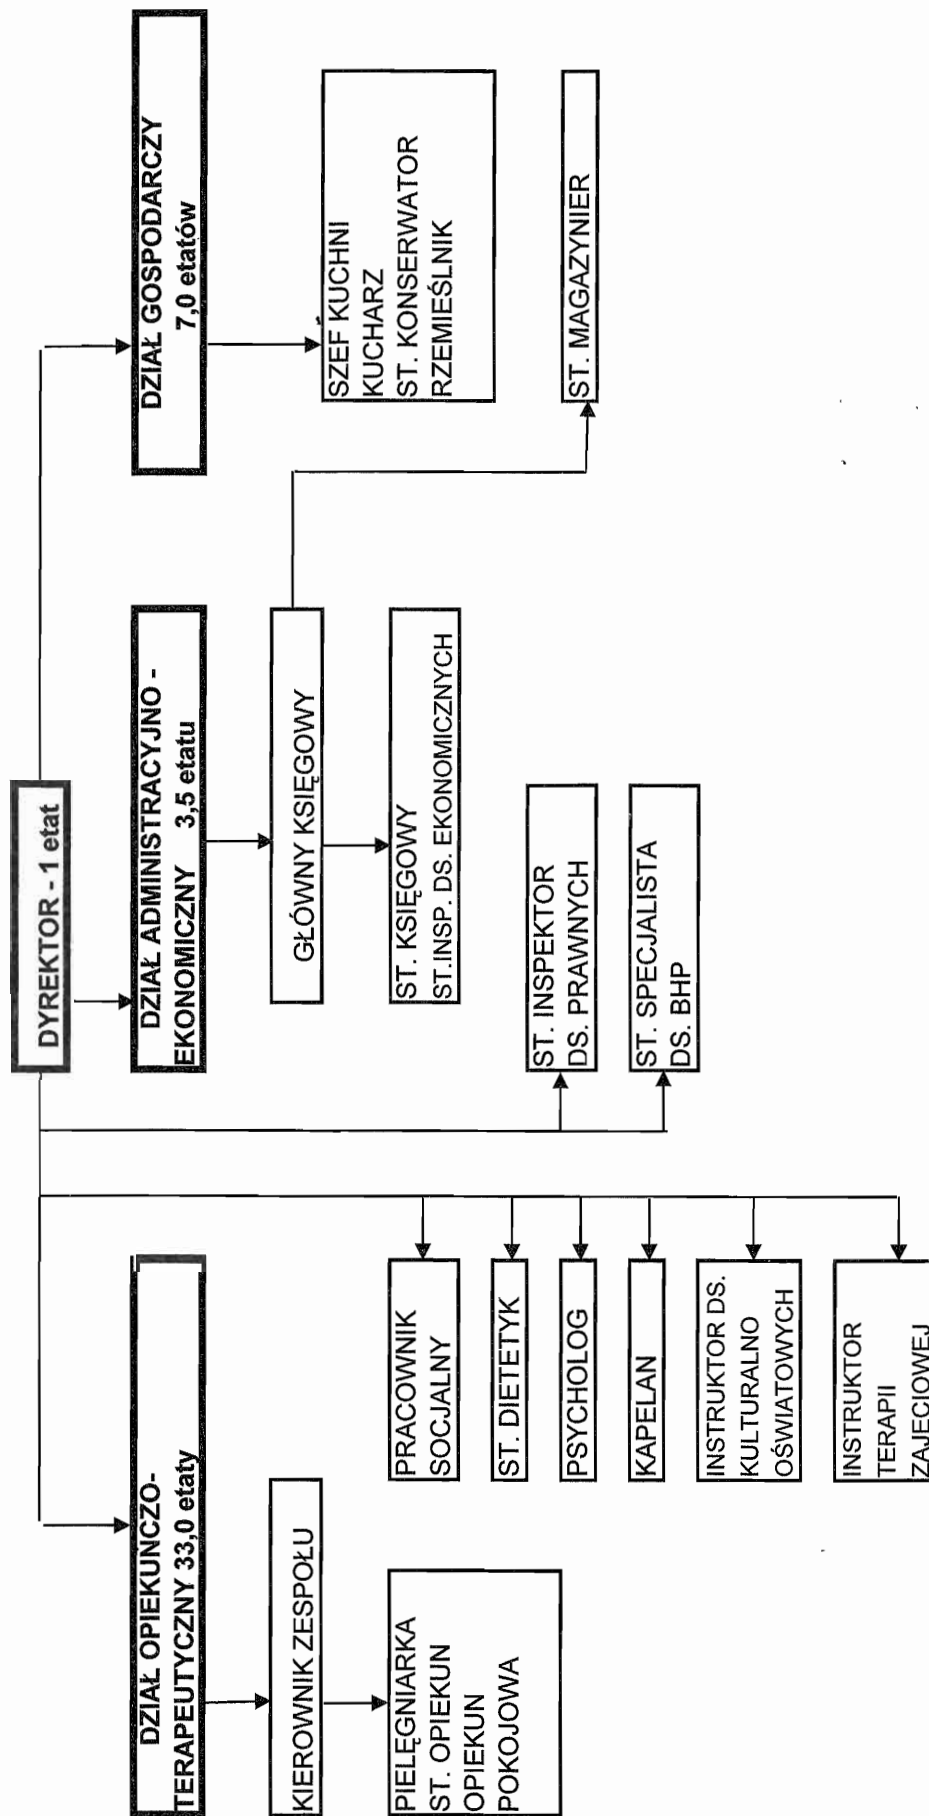 DYREKTOR - 1 etat
DZIAŁ OPIEKUŃCZO-
TERAPEUTYCZNY 33,0 etaty
DZIAŁ ADMINISTRACYJNO -
EKONOMICZNY 3,5 etatu
DZIAŁ GOSPODARCZY
7,0 etatów
KIEROWNIK ZESPOŁU
PIELĘGNIARKA
ST. OPIEKUN
OPIEKUN
POKOJOWA
PRACOWNIK
SOCJALNY
ST. DIETETYK
PSYCHOLOG
KAPELAN
INSTRUKTOR DS.
KULTURALNO
OŚWIATOWYCH
INSTRUKTOR
TERAPII
ZAJĘCIOWEJ
GŁÓWNY KSIĘGOWY
ST. KSIĘGOWY
ST.INSP. DS. EKONOMICZNYCH
ST. INSPEKTOR
DS. PRAWNYCH
ST. SPECJALISTA
DS. BHP
SZEF KUCHNI
KUCHARZ
ST. KONSERWATOR
RZEMIEŚLNIK
ST. MAGAZYNIER